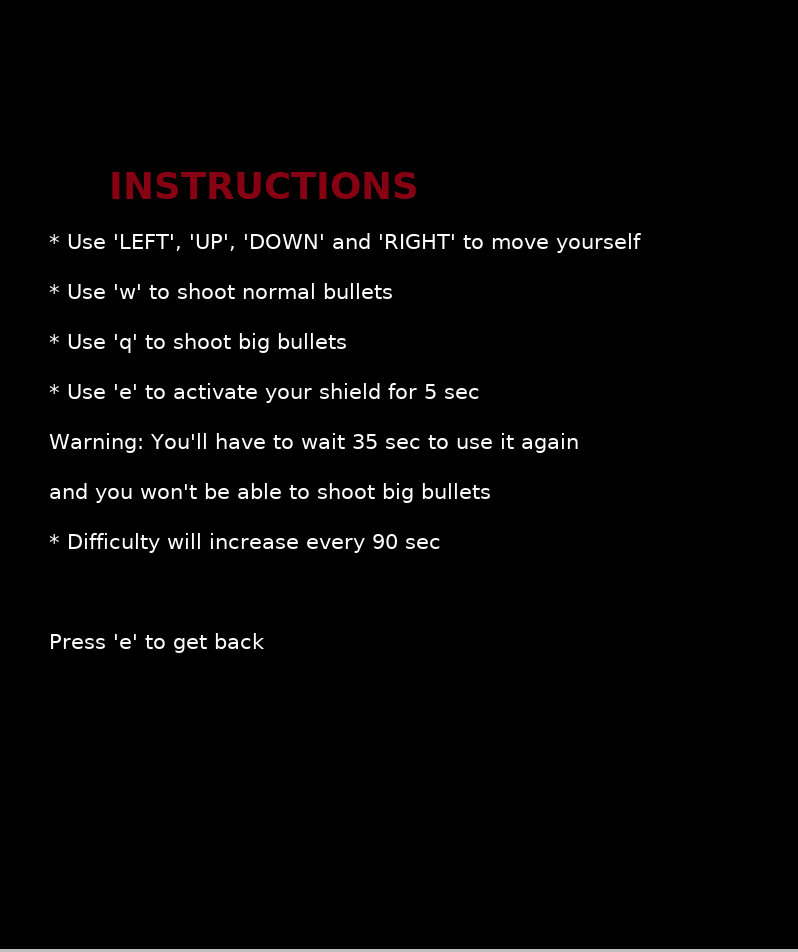 INSTRUCTIONS
* Use 'LEFT', 'UP', 'DOWN' and 'RIGHT' to move yourself
* Use 'w' to shoot normal bullets
* Use 'q' to shoot big bullets
* Use 'e' to activate your shield for 5 sec
Warning: You'll have to wait 35 sec to use it again
and you won't be able to shoot big bullets
* Difficulty will increase every 90 sec
Press 'e' to get back